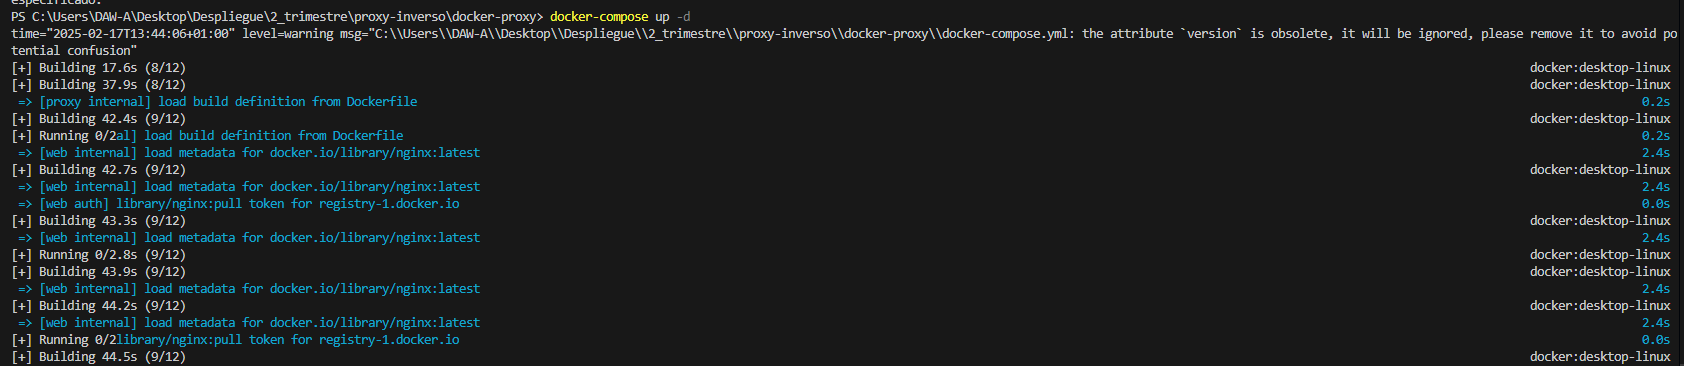 especificado.
PS C:\Users\DAW-A\Desktop\Despliegue\2_trimestre\proxy-inverso\docker-proxy> docker-compose up -d
time="2025-02-17T13:44:06+01:00" level=warning msg="C:\\Users\\DAW-A\\Desktop\\Despliegue\\2_trimestre\\proxy-inverso\\docker-proxy\\docker-compose.yml: the attribute `version` is obsolete, it will be ignored, please remove it to avoid po
tential confusion"
[+] Building 17.6s (8/12) docker:desktop-linux
[+] Building 37.9s (8/12) docker:desktop-linux
=> [proxy internal] load build definition from Dockerfile 0.2s
[+] Building 42.4s (9/12) docker:desktop-linux
[+] Running 0/2al] load build definition from Dockerfile 0.2s
=> [web internal] load metadata for docker.io/library/nginx:latest 2.4s
[+] Building 42.7s (9/12) docker:desktop-linux
=> [web internal] load metadata for docker.io/library/nginx:latest 2.4s
=> [web auth] library/nginx:pull token for registry-1.docker.io 0.0s
[+] Building 43.3s (9/12) docker:desktop-linux
=> [web internal] load metadata for docker.io/library/nginx:latest 2.4s
[+] Running 0/2.8s (9/12) docker:desktop-linux
[+] Building 43.9s (9/12) docker:desktop-linux
=> [web internal] load metadata for docker.io/library/nginx:latest 2.4s
[+] Building 44.2s (9/12) docker:desktop-linux
=> [web internal] load metadata for docker.io/library/nginx:latest 2.4s
[+] Running 0/2library/nginx:pull token for registry-1.docker.io 0.0s
[+] Building 44.5s (9/12) docker:desktop-linux